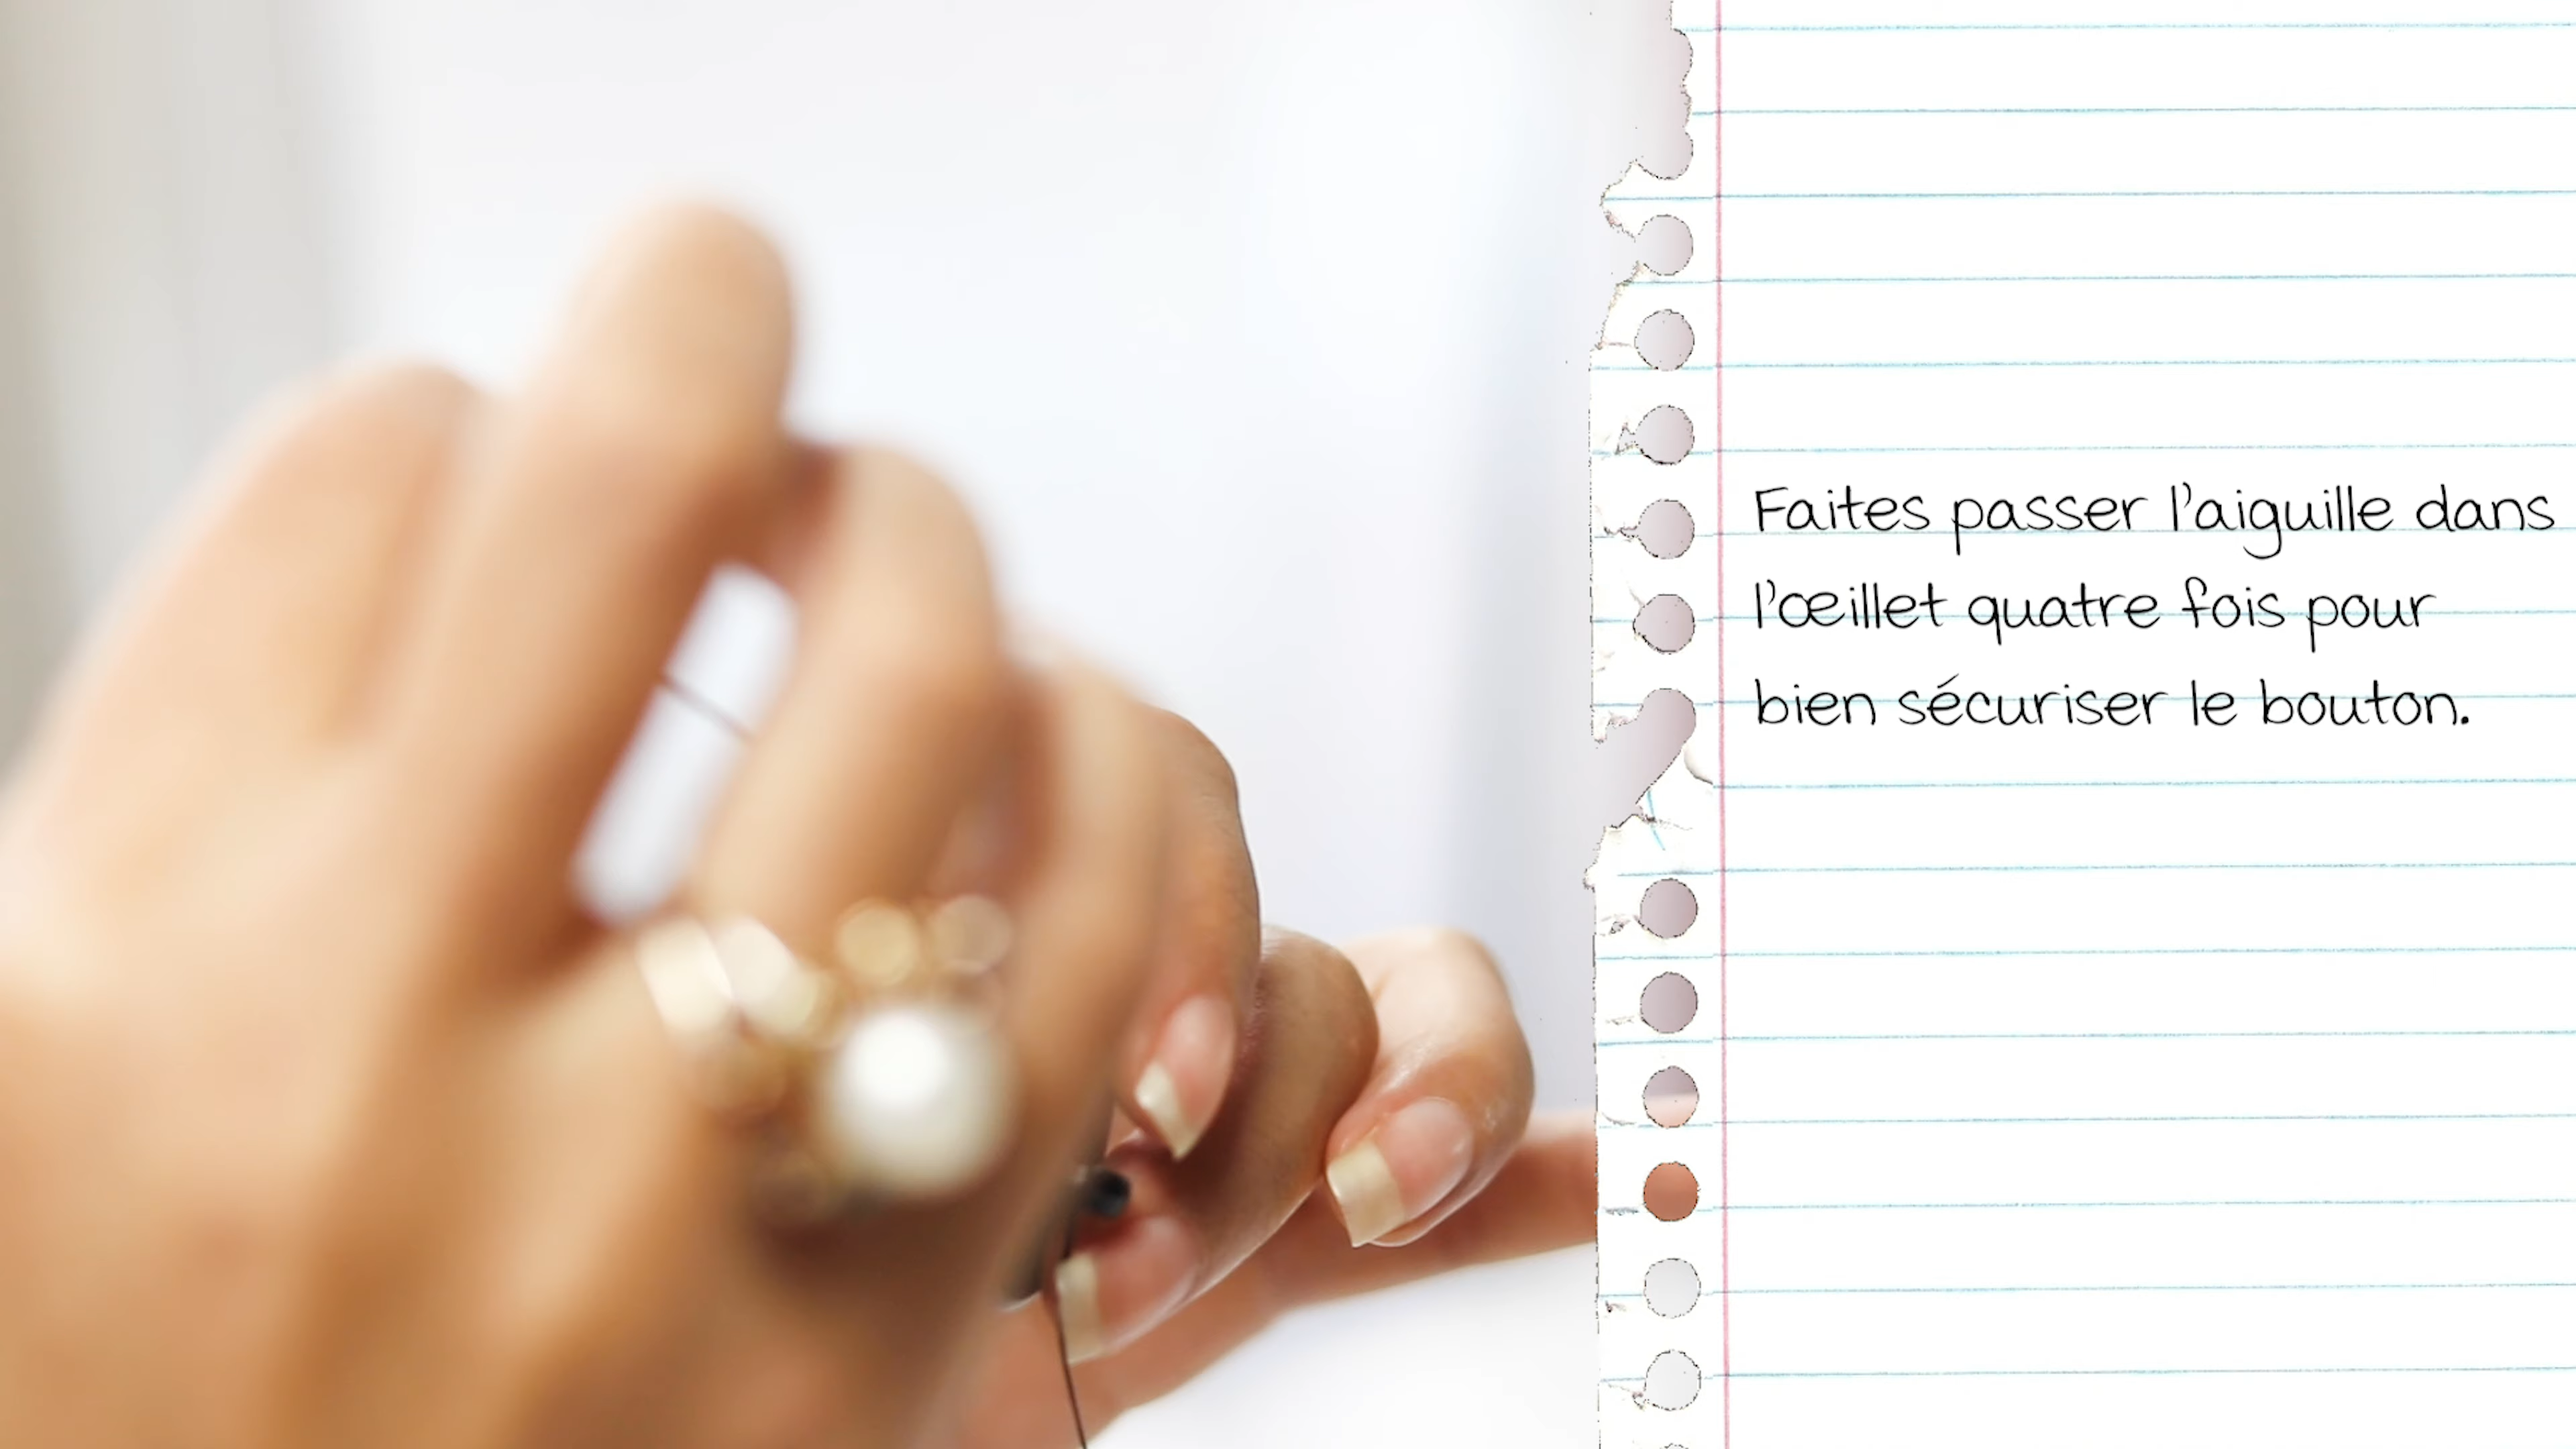 Faites passer l'aiguille dans
l'œillet quatre fois pour
bien sécuriser le bouton.